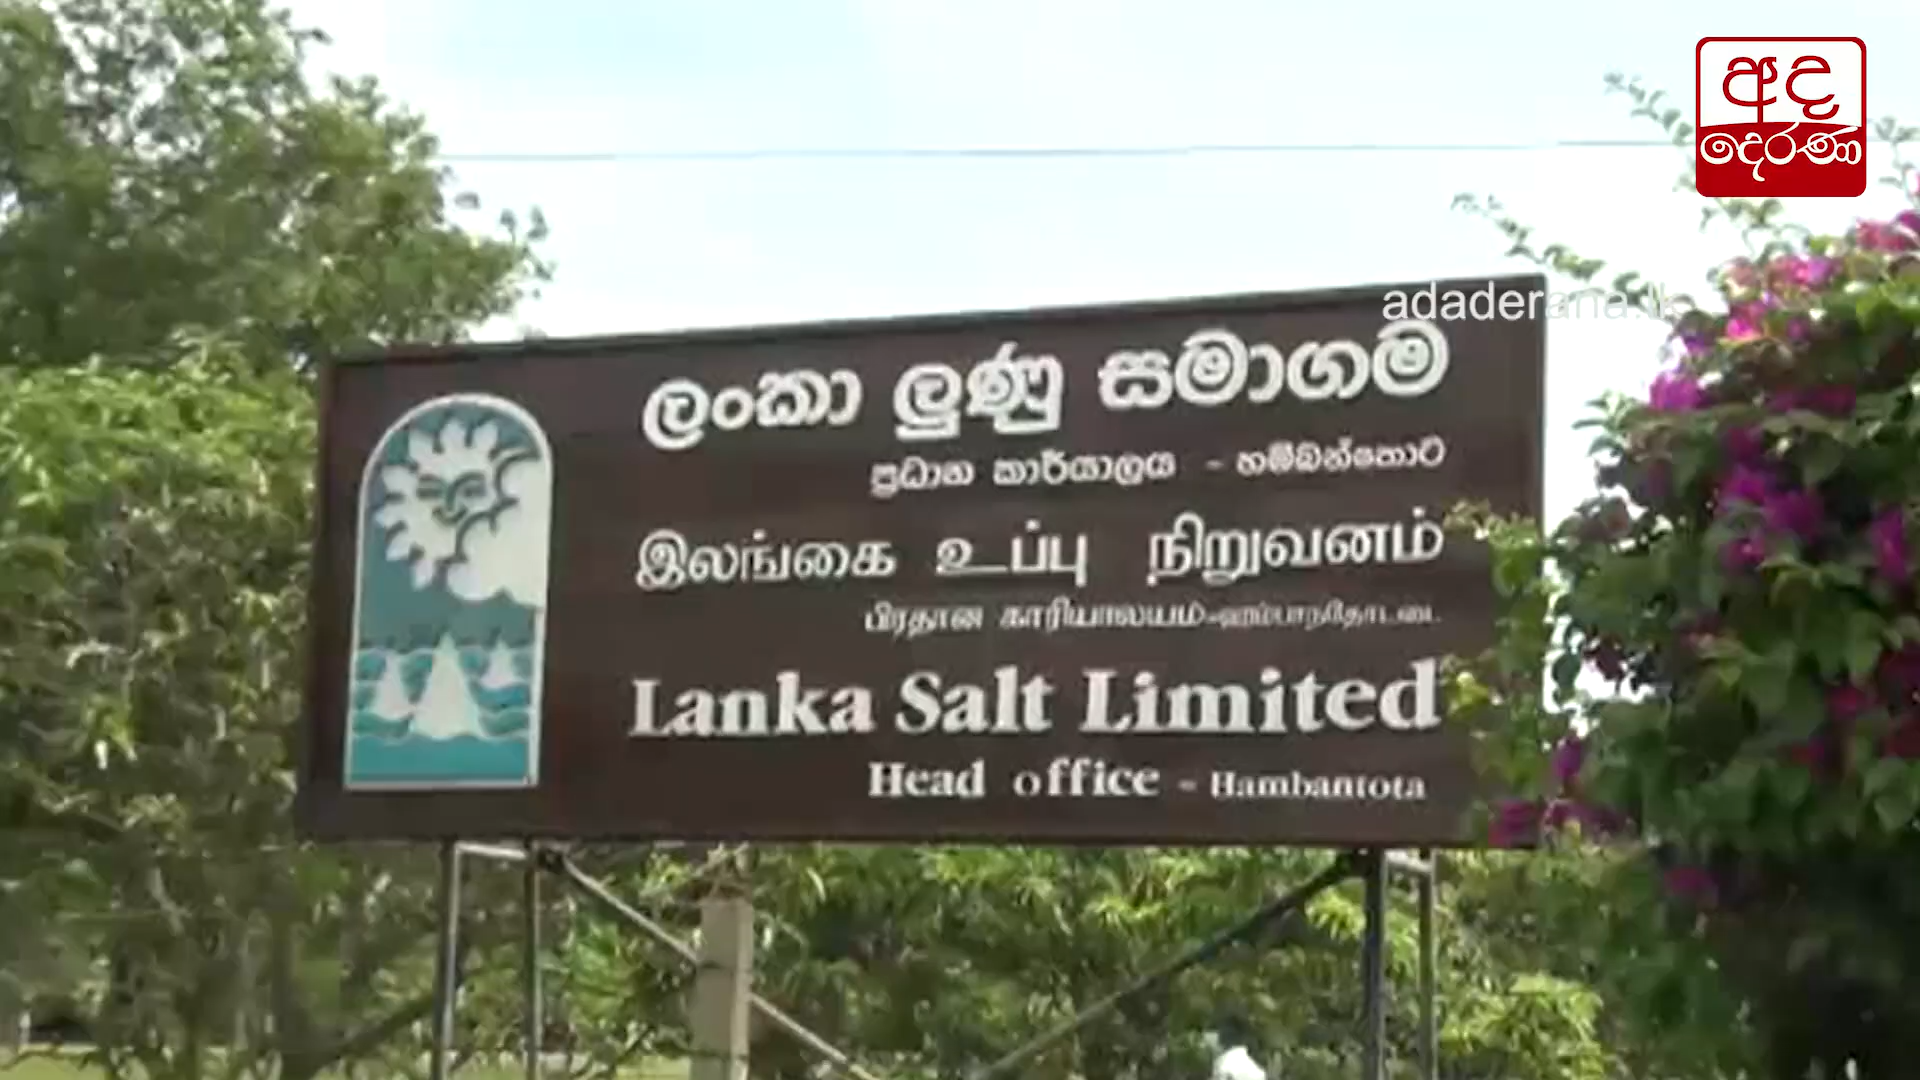 අද
දෙරණ
adaderana.lk
ලංකා ලුණු සමාගම
ප්‍රධාන කාර්යාලය - හම්බන්තොට
இலங்கை உப்பு நிறுவனம்
பிரதான காரியாலயம்-ஹம்பாந்தோட்டை
Lanka Salt Limited
Head office - Hambantota